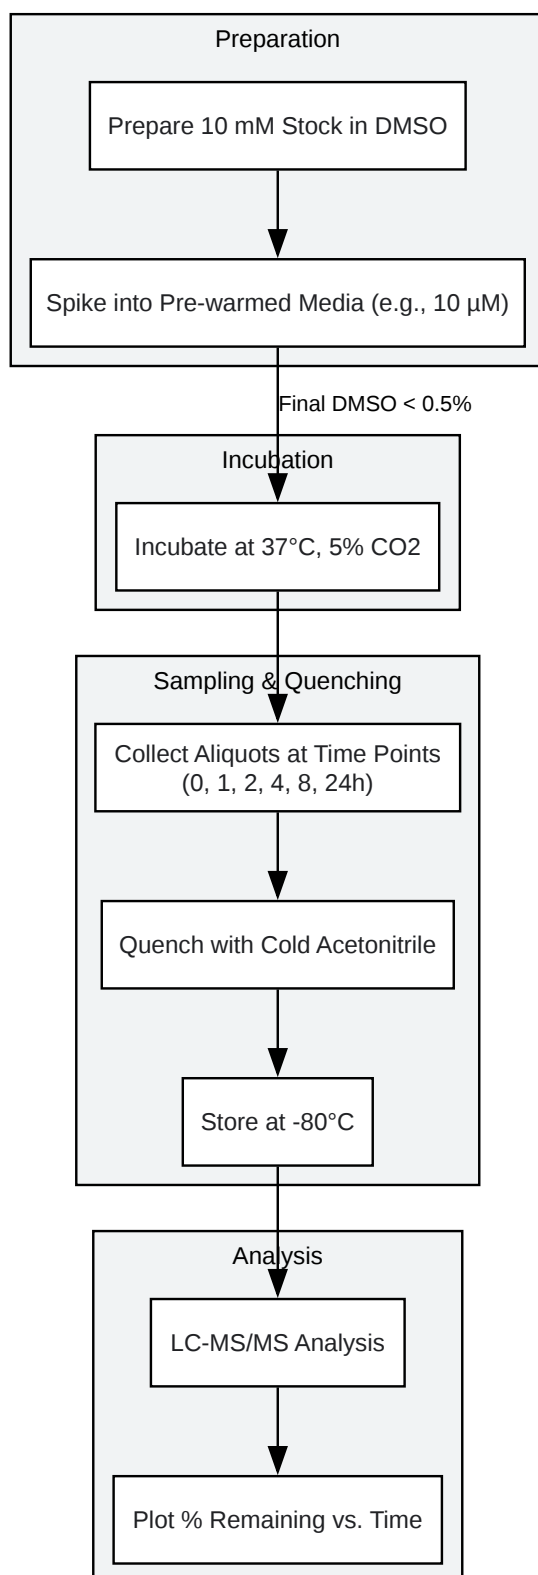 Preparation
Prepare 10 mM Stock in DMSO
Spike into Pre-warmed Media (e.g., 10 µM)
Final DMSO < 0.5%
Incubation
Incubate at 37°C, 5% CO2
Sampling & Quenching
Collect Aliquots at Time Points
(0, 1, 2, 4, 8, 24h)
Quench with Cold Acetonitrile
Store at -80°C
Analysis
LC-MS/MS Analysis
Plot % Remaining vs. Time